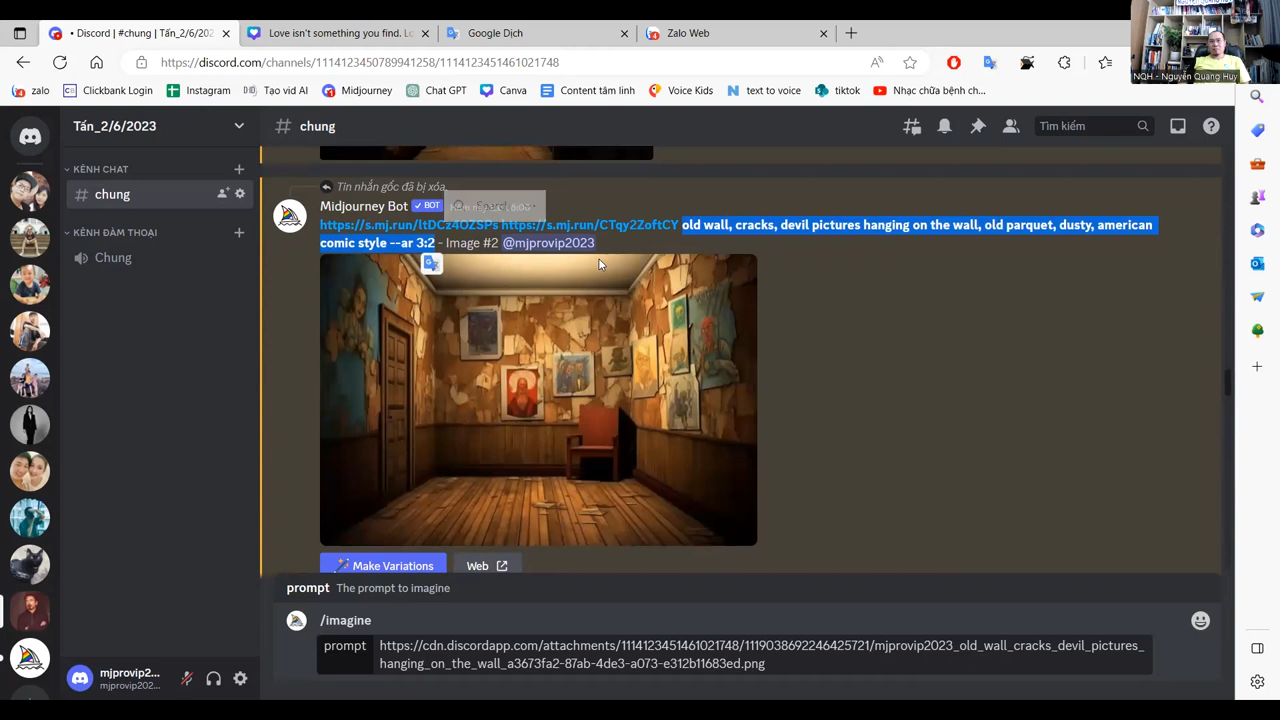 Discord | #chung | Tấn_2/6/202
Love isn't something you find. Lo
Google Dịch
Zalo Web
https://discord.com/channels/1114123450789941258/1114123451461021748
zalo
Clickbank Login
Instagram
Tạo vid AI
Midjourney
Chat GPT
Canva
Content tâm linh
Voice Kids
text to voice
tiktok
Nhạc chữa bệnh ch...
NQH - Nguyễn Quang Huy
Tấn_2/6/2023
# chung
Tìm kiếm
KÊNH CHAT
# chung
KÊNH ĐÀM THOẠI
Chung
Tin nhắn gốc đã bị xóa.
Midjourney Bot BOT
Search
https://s.mj.run/ltDCz4OZSPs https://s.mj.run/CTqy2ZoftCY old wall, cracks, devil pictures hanging on the wall, old parquet, dusty, american
comic style --ar 3:2 - Image #2 @mjprovip2023
Make Variations
Web
prompt The prompt to imagine
/imagine
prompt https://cdn.discordapp.com/attachments/1114123451461021748/1119038692246425721/mjprovip2023_old_wall_cracks_devil_pictures_
hanging_on_the_wall_a3673fa2-87ab-4de3-a073-e312b11683ed.png
mjprovip2...
mjprovip202...